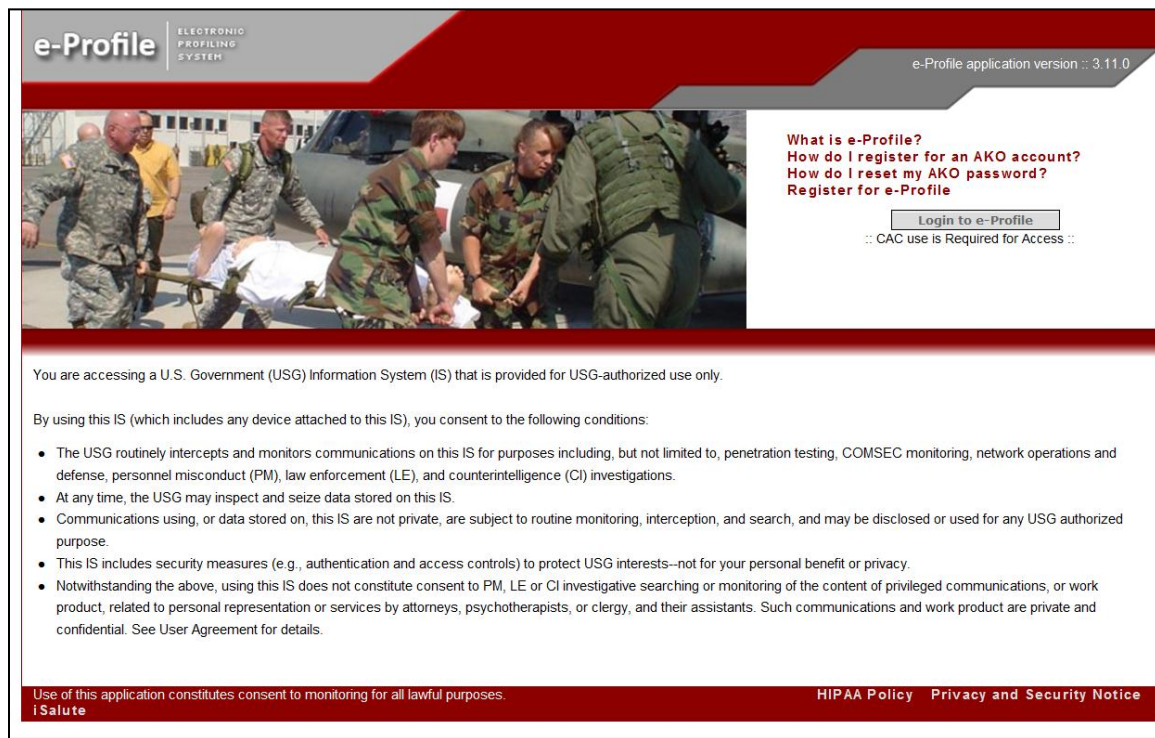 e-Profile
ELECTRONIC
PROFILING
SYSTEM
e-Profile application version :: 3.11.0
What is e-Profile?
How do I register for an AKO account?
How do I reset my AKO password?
Register for e-Profile
Login to e-Profile
:: CAC use is Required for Access ::
You are accessing a U.S. Government (USG) Information System (IS) that is provided for USG-authorized use only.
By using this IS (which includes any device attached to this IS), you consent to the following conditions:
● The USG routinely intercepts and monitors communications on this IS for purposes including, but not limited to, penetration testing, COMSEC monitoring, network operations and
defense, personnel misconduct (PM), law enforcement (LE), and counterintelligence (CI) investigations.
● At any time, the USG may inspect and seize data stored on this IS.
● Communications using, or data stored on, this IS are not private, are subject to routine monitoring, interception, and search, and may be disclosed or used for any USG authorized
purpose.
● This IS includes security measures (e.g., authentication and access controls) to protect USG interests--not for your personal benefit or privacy.
● Notwithstanding the above, using this IS does not constitute consent to PM, LE or CI investigative searching or monitoring of the content of privileged communications, or work
product, related to personal representation or services by attorneys, psychotherapists, or clergy, and their assistants. Such communications and work product are private and
confidential. See User Agreement for details.
Use of this application constitutes consent to monitoring for all lawful purposes.
iSalute
HIPAA Policy Privacy and Security Notice